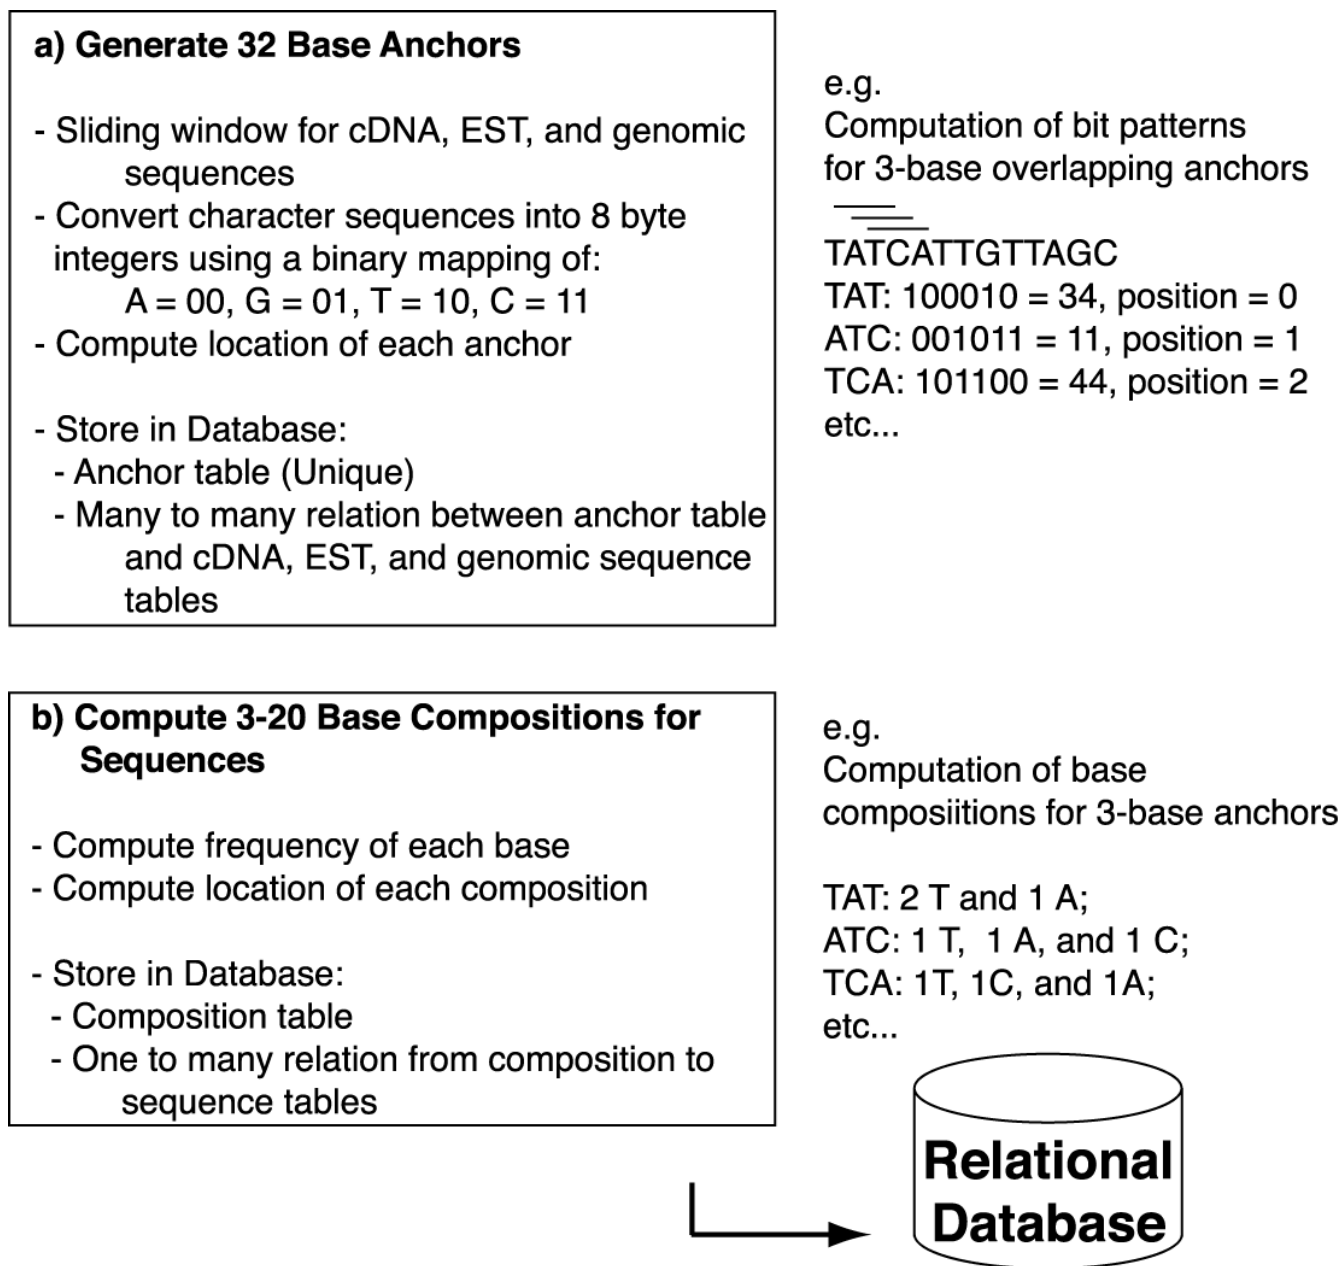 a) Generate 32 Base Anchors
- Sliding window for cDNA, EST, and genomic
sequences
- Convert character sequences into 8 byte
integers using a binary mapping of:
A = 00, G = 01, T = 10, C = 11
- Compute location of each anchor
- Store in Database:
- Anchor table (Unique)
- Many to many relation between anchor table
and cDNA, EST, and genomic sequence
tables
e.g.
Computation of bit patterns
for 3-base overlapping anchors
TATCATTGTTAGC
TAT: 100010 = 34, position = 0
ATC: 001011 = 11, position = 1
TCA: 101100 = 44, position = 2
etc...
b) Compute 3-20 Base Compositions for
Sequences
- Compute frequency of each base
- Compute location of each composition
- Store in Database:
- Composition table
- One to many relation from composition to
sequence tables
e.g.
Computation of base
composiitions for 3-base anchors
TAT: 2 T and 1 A;
ATC: 1 T,  1 A, and 1 C;
TCA: 1T, 1C, and 1A;
etc...
Relational
Database